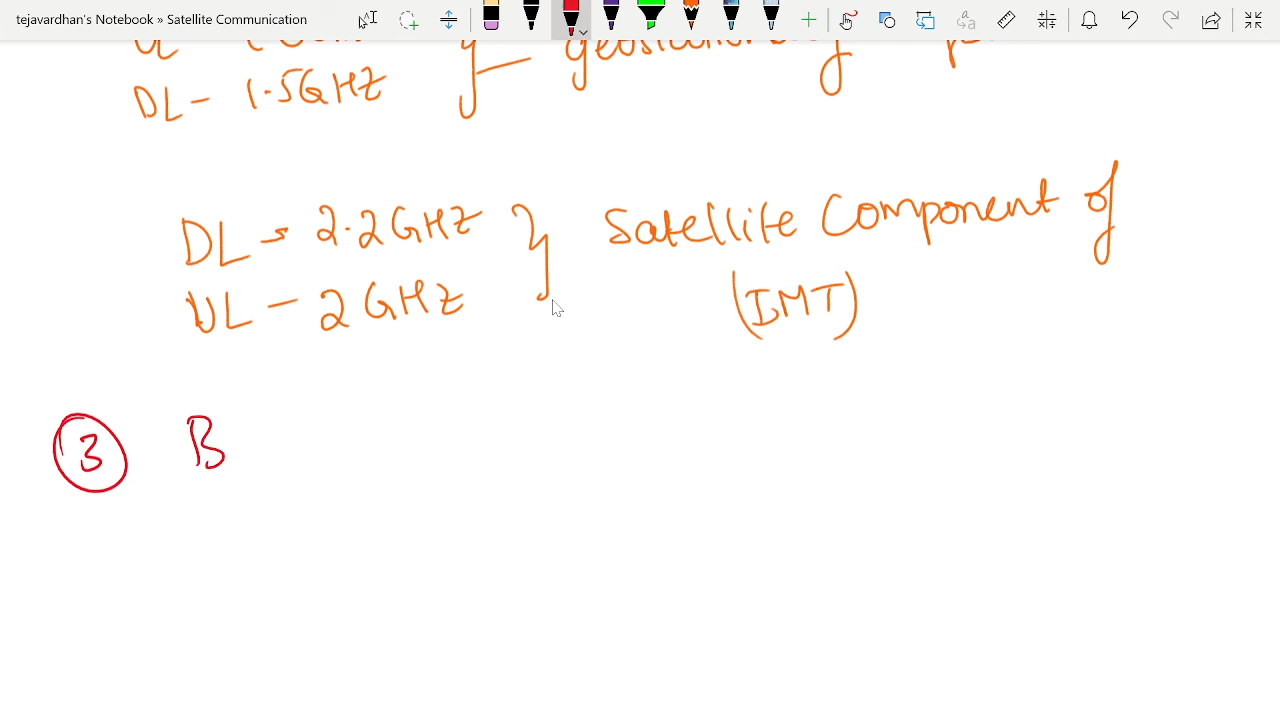 tejavardhan's Notebook » Satellite Communication
DL - 1.5GHZ
DL - 2.2GHZ } Satellite Component of
UL - 2GHZ (IMT)
3 B